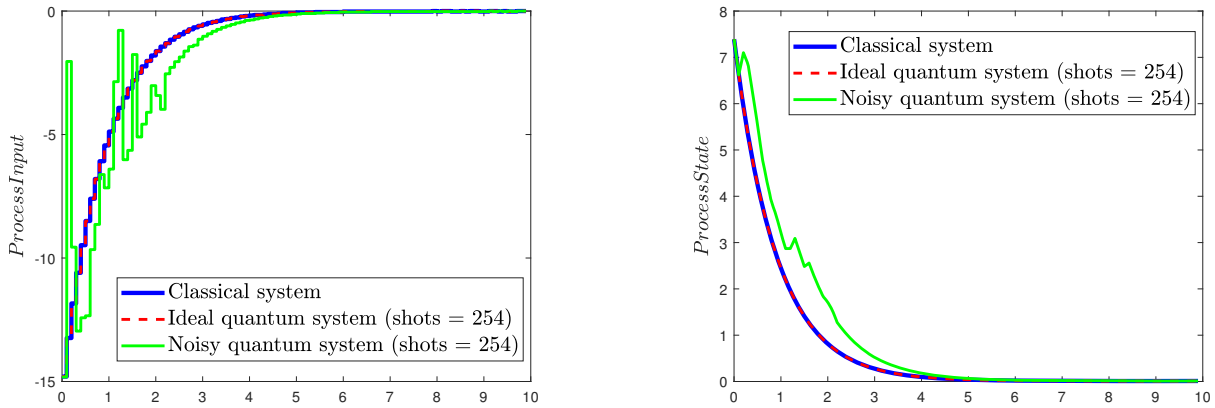 0
-5
-10
-15
ProcessInput
Classical system
Ideal quantum system (shots = 254)
Noisy quantum system (shots = 254)
0 1 2 3 4 5 6 7 8 9 10
8
7
6
5
4
3
2
1
0
ProcessState
Classical system
Ideal quantum system (shots = 254)
Noisy quantum system (shots = 254)
0 1 2 3 4 5 6 7 8 9 10